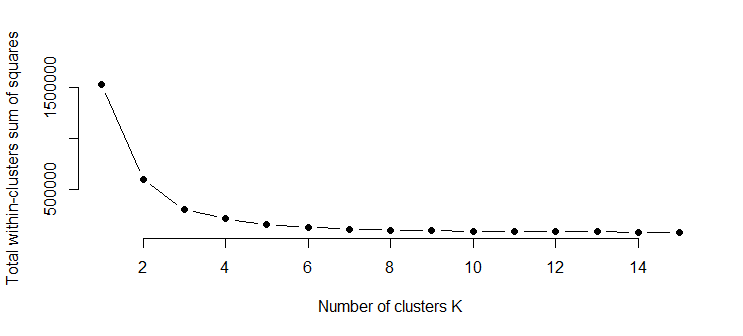 Total within-clusters sum of squares
1500000
500000
2 4 6 8 10 12 14
Number of clusters K